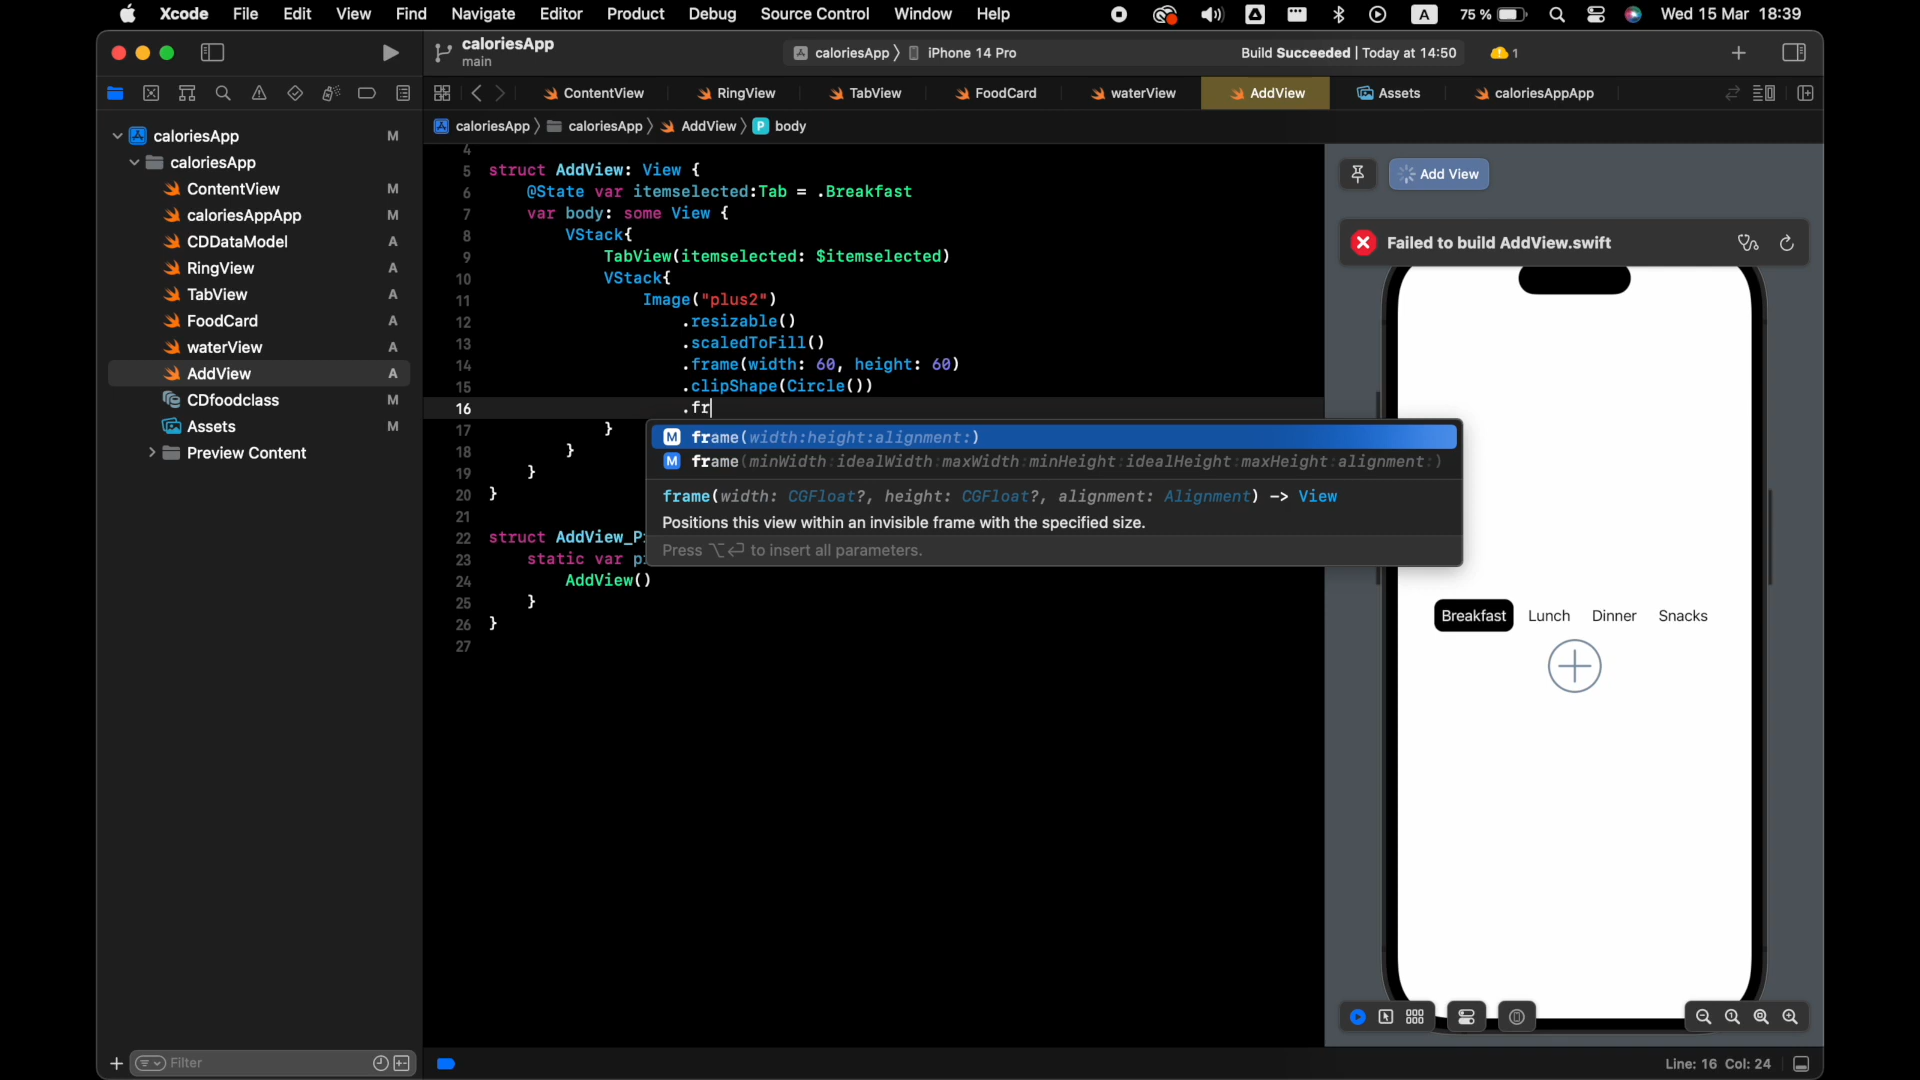 Xcode File Edit View Find Navigate Editor Product Debug Source Control Window Help A 75 % Wed 15 Mar 18:39
caloriesApp
main
caloriesApp iPhone 14 Pro
Build Succeeded | Today at 14:50
1
ContentView RingView TabView FoodCard waterView AddView Assets caloriesAppApp
caloriesApp caloriesApp AddView P body
caloriesApp M
caloriesApp
ContentView M
caloriesAppApp M
CDDataModel A
RingView A
TabView A
FoodCard A
waterView A
AddView A
CDfoodclass M
Assets M
Preview Content
Filter
4
5 struct AddView: View {
6 @State var itemselected:Tab = .Breakfast
7 var body: some View {
8 VStack{
9 TabView(itemselected: $itemselected)
10 VStack{
11 Image("plus2")
12 .resizable()
13 .scaledToFill()
14 .frame(width: 60, height: 60)
15 .clipShape(Circle())
16 .fr
17 }
18 }
19 }
20 }
21
22 struct AddView_P
23 static var p
24 AddView()
25 }
26 }
27
M frame(width:height:alignment:)
M frame(minWidth:idealWidth:maxWidth:minHeight:idealHeight:maxHeight:alignment:)
frame(width: CGFloat?, height: CGFloat?, alignment: Alignment) -> View
Positions this view within an invisible frame with the specified size.
Press ⌥⏎ to insert all parameters.
Add View
Failed to build AddView.swift
Breakfast Lunch Dinner Snacks
Line: 16 Col: 24